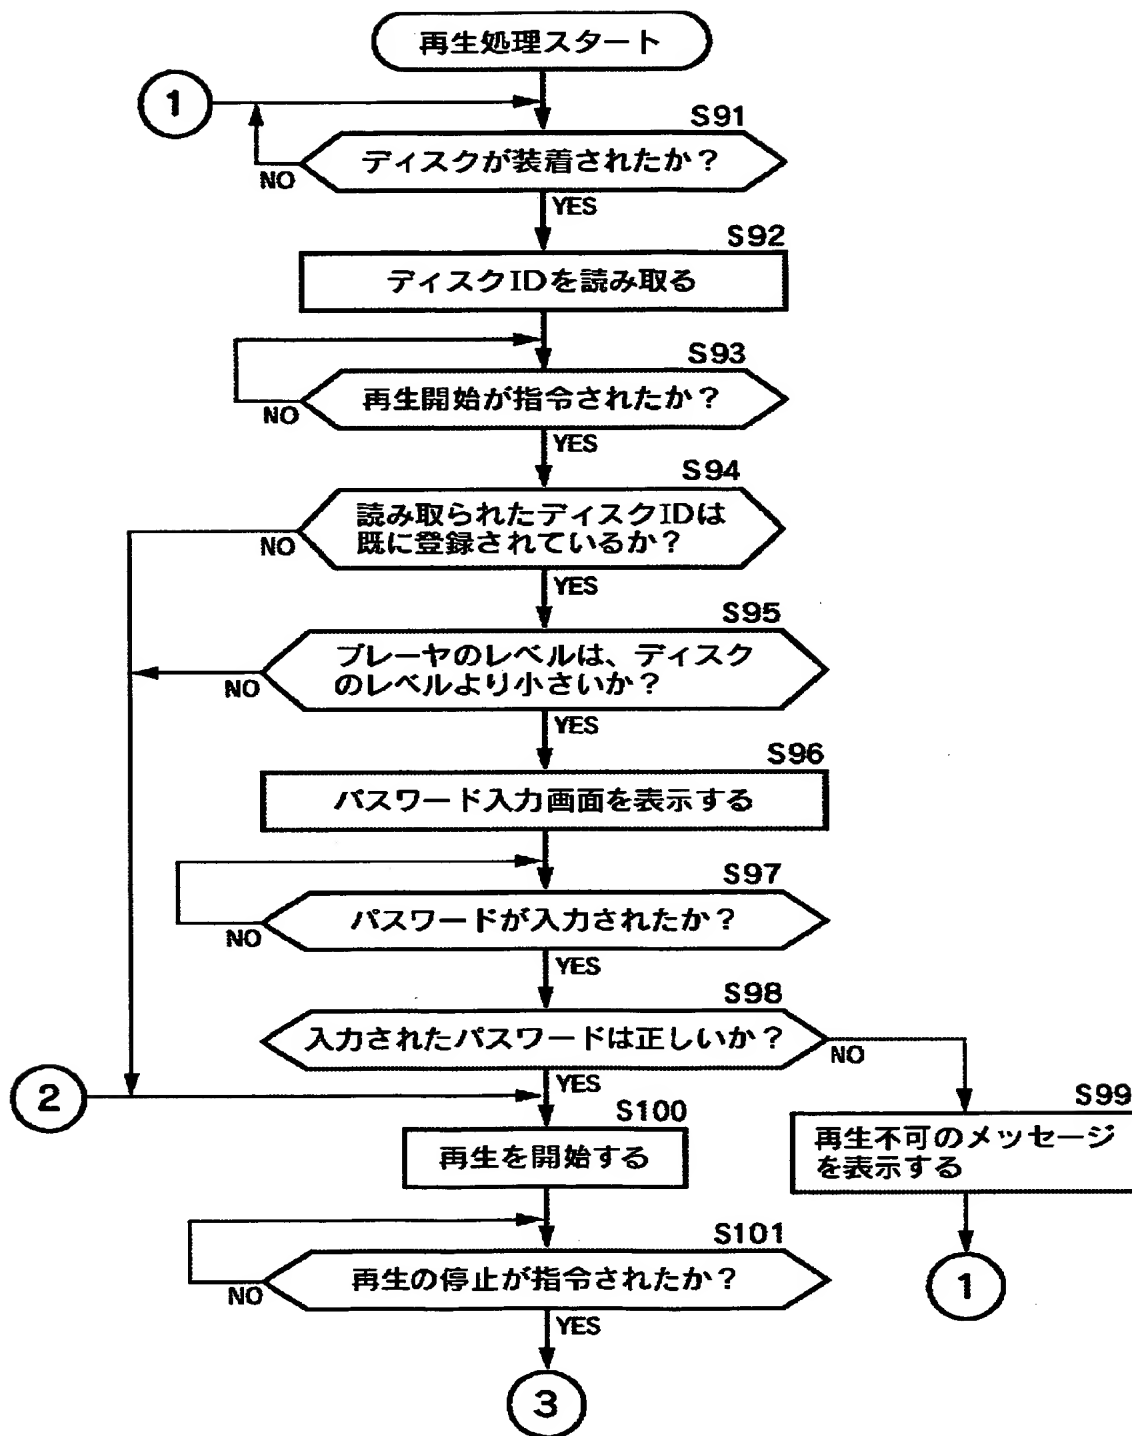 再生処理スタート
1
S91
ディスクが装着されたか？
NO
YES
S92
ディスクIDを読み取る
S93
再生開始が指令されたか？
NO
YES
S94
読み取られたディスクIDは
既に登録されているか？
NO
YES
S95
プレーヤのレベルは、ディスク
のレベルより小さいか？
NO
YES
S96
パスワード入力画面を表示する
S97
パスワードが入力されたか？
NO
YES
S98
入力されたパスワードは正しいか？
NO
YES
2
S99
再生不可のメッセージ
を表示する
S100
再生を開始する
S101
再生の停止が指令されたか？
NO
YES
1
3